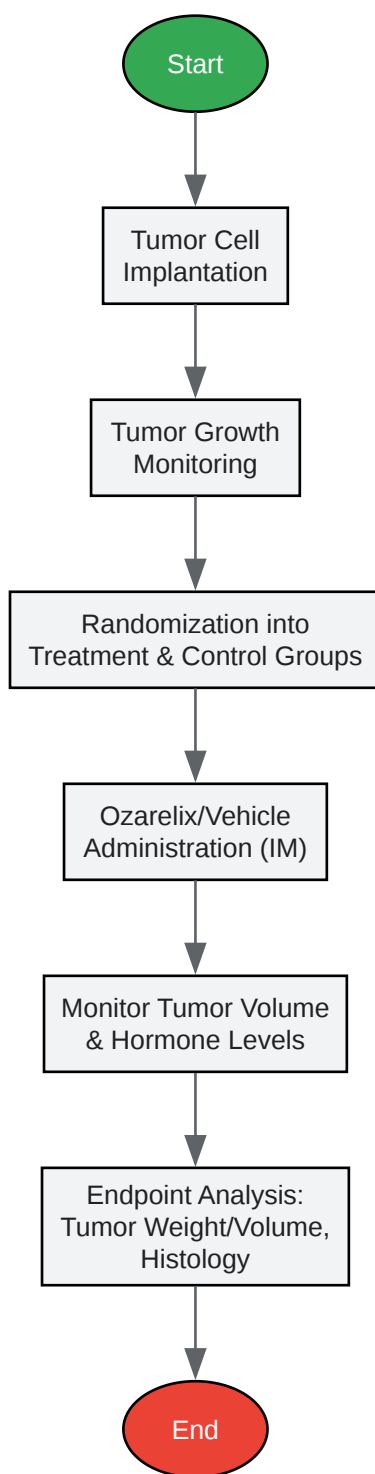 Start
Tumor Cell
Implantation
Tumor Growth
Monitoring
Randomization into
Treatment & Control Groups
Ozarelix/Vehicle
Administration (IM)
Monitor Tumor Volume
& Hormone Levels
Endpoint Analysis:
Tumor Weight/Volume,
Histology
End